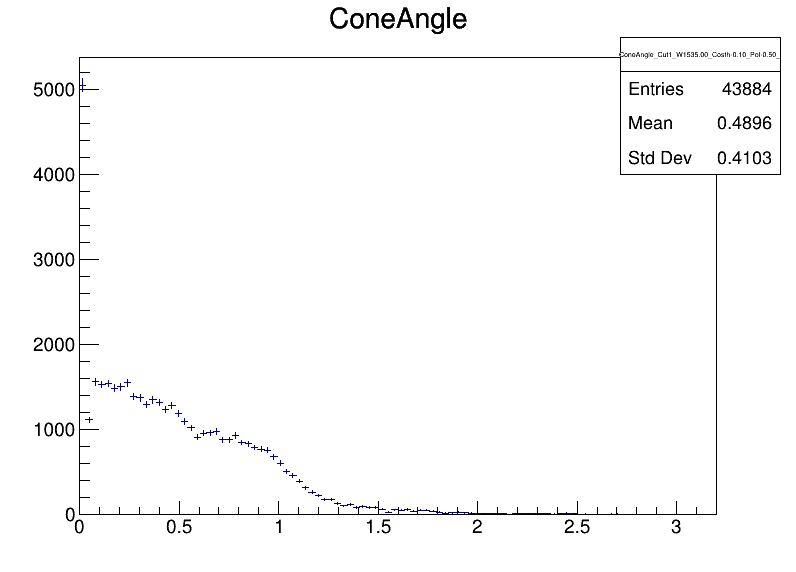 ConeAngle
ConeAngle_Cut1_W1535.00_Costh-0.10_Pol-0.50_
Entries 43884
Mean 0.4896
Std Dev 0.4103
5000
4000
3000
2000
1000
0
0 0.5 1 1.5 2 2.5 3